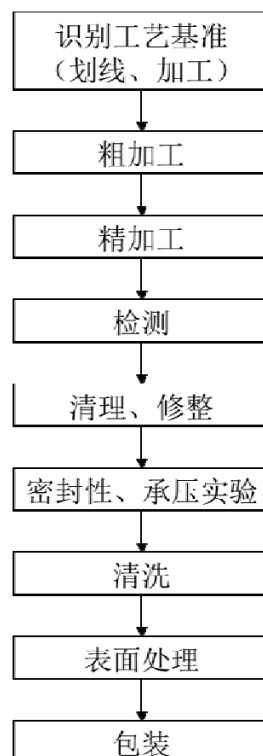 识别工艺基准
（划线、加工）
粗加工
精加工
检测
清理、修整
密封性、承压实验
清洗
表面处理
包装